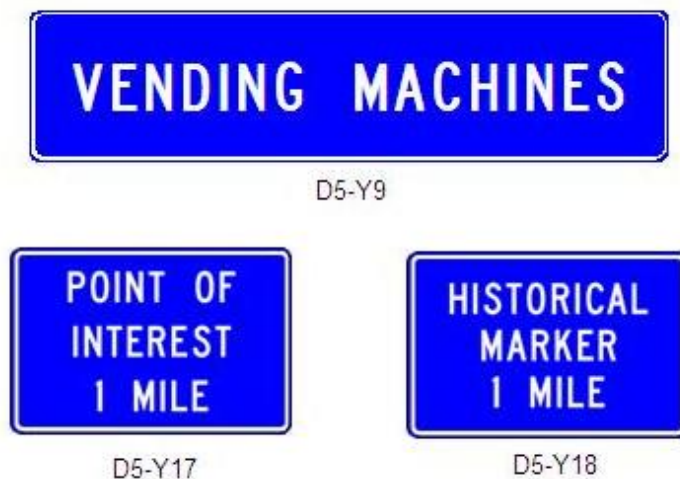 VENDING MACHINES
D5-Y9
POINT OF
INTEREST
1 MILE
D5-Y17
HISTORICAL
MARKER
1 MILE
D5-Y18